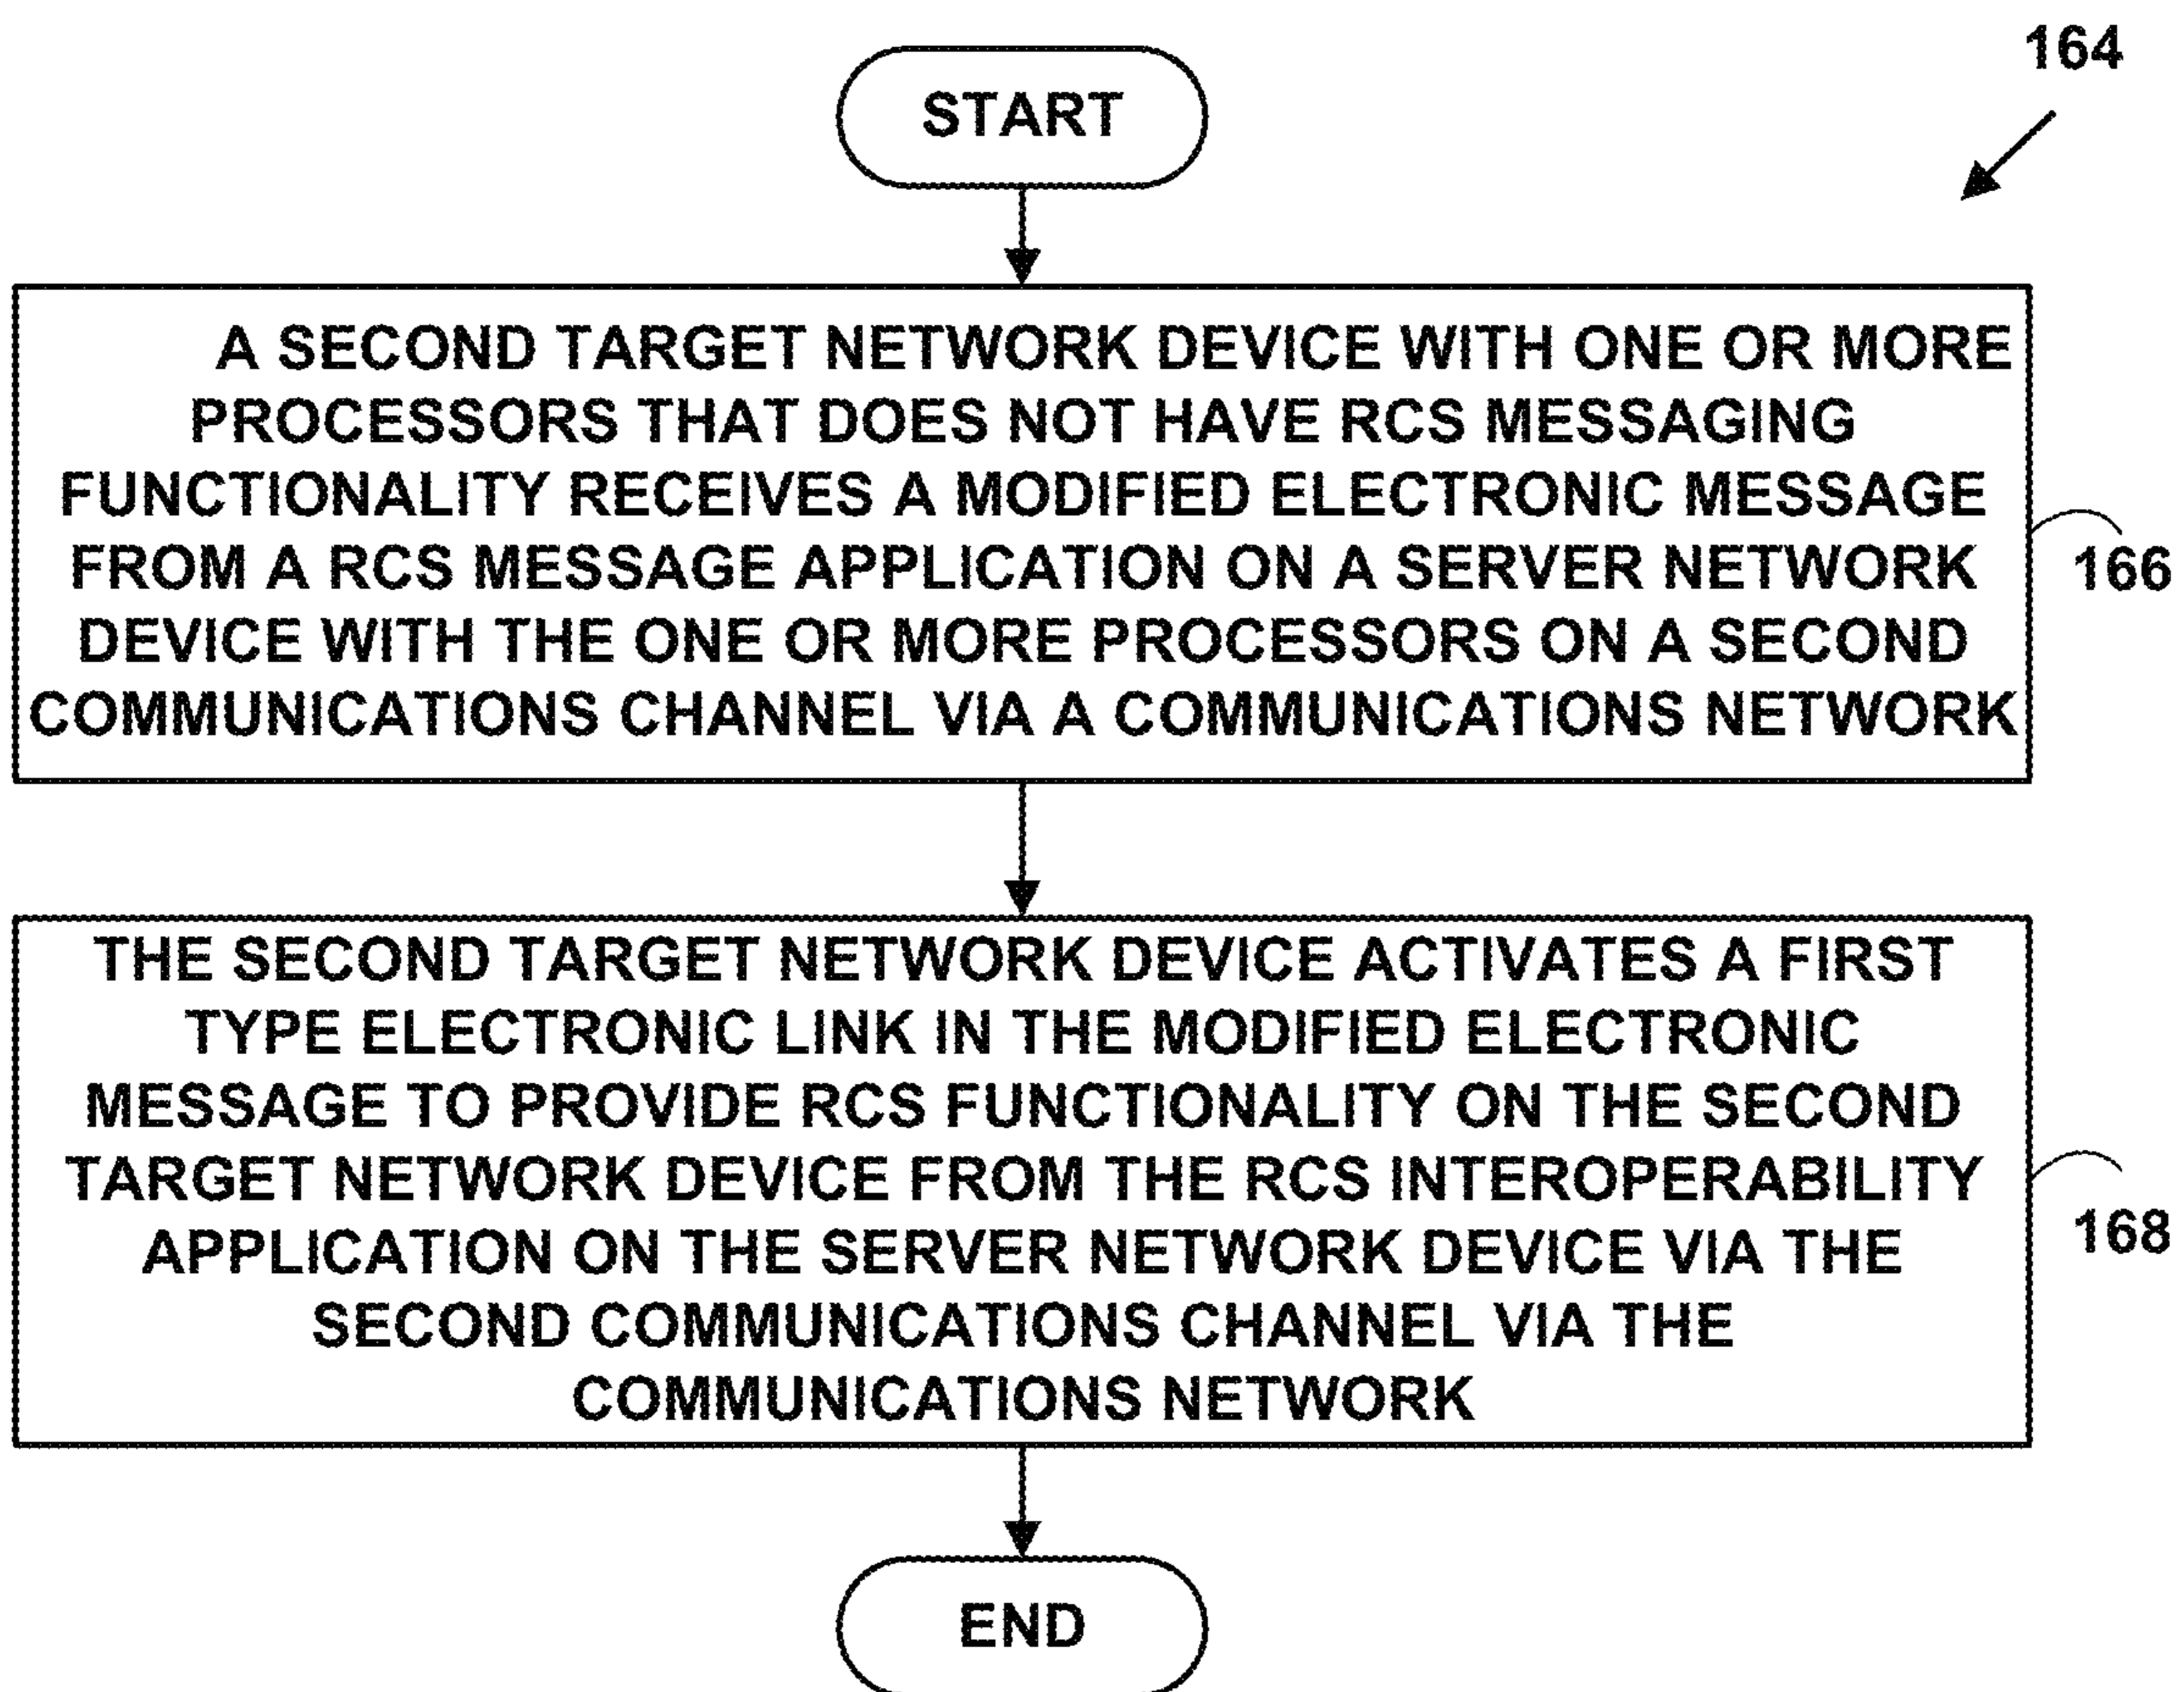 164
START
A SECOND TARGET NETWORK DEVICE WITH ONE OR MORE
PROCESSORS THAT DOES NOT HAVE RCS MESSAGING
FUNCTIONALITY RECEIVES A MODIFIED ELECTRONIC MESSAGE
FROM A RCS MESSAGE APPLICATION ON A SERVER NETWORK
DEVICE WITH THE ONE OR MORE PROCESSORS ON A SECOND
COMMUNICATIONS CHANNEL VIA A COMMUNICATIONS NETWORK
166
THE SECOND TARGET NETWORK DEVICE ACTIVATES A FIRST
TYPE ELECTRONIC LINK IN THE MODIFIED ELECTRONIC
MESSAGE TO PROVIDE RCS FUNCTIONALITY ON THE SECOND
TARGET NETWORK DEVICE FROM THE RCS INTEROPERABILITY
APPLICATION ON THE SERVER NETWORK DEVICE VIA THE
SECOND COMMUNICATIONS CHANNEL VIA THE
COMMUNICATIONS NETWORK
168
END